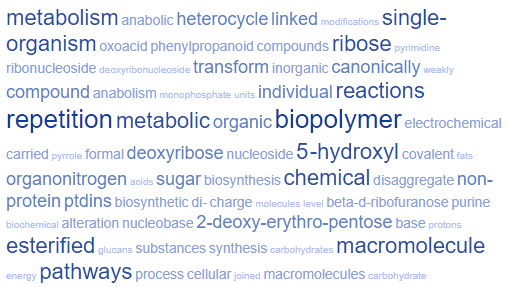 metabolism anabolic heterocycle linked modifications single-
organism oxoacid phenylpropanoid compounds ribose pyrimidine
ribonucleoside deoxyribonucleoside transform inorganic canonically weakly
compound anabolism monophosphate units individual reactions
repetition metabolic organic biopolymer electrochemical
carried pyrrole formal deoxyribose nucleoside 5-hydroxyl covalent fats
organonitrogen acids sugar biosynthesis chemical disaggregate non-
protein ptdins biosynthetic di- charge molecules level beta-d-ribofuranose purine
biochemical alteration nucleobase 2-deoxy-erythro-pentose base protons
esterified glucans substances synthesis carbohydrates macromolecule
energy pathways process cellular joined macromolecules carbohydrate